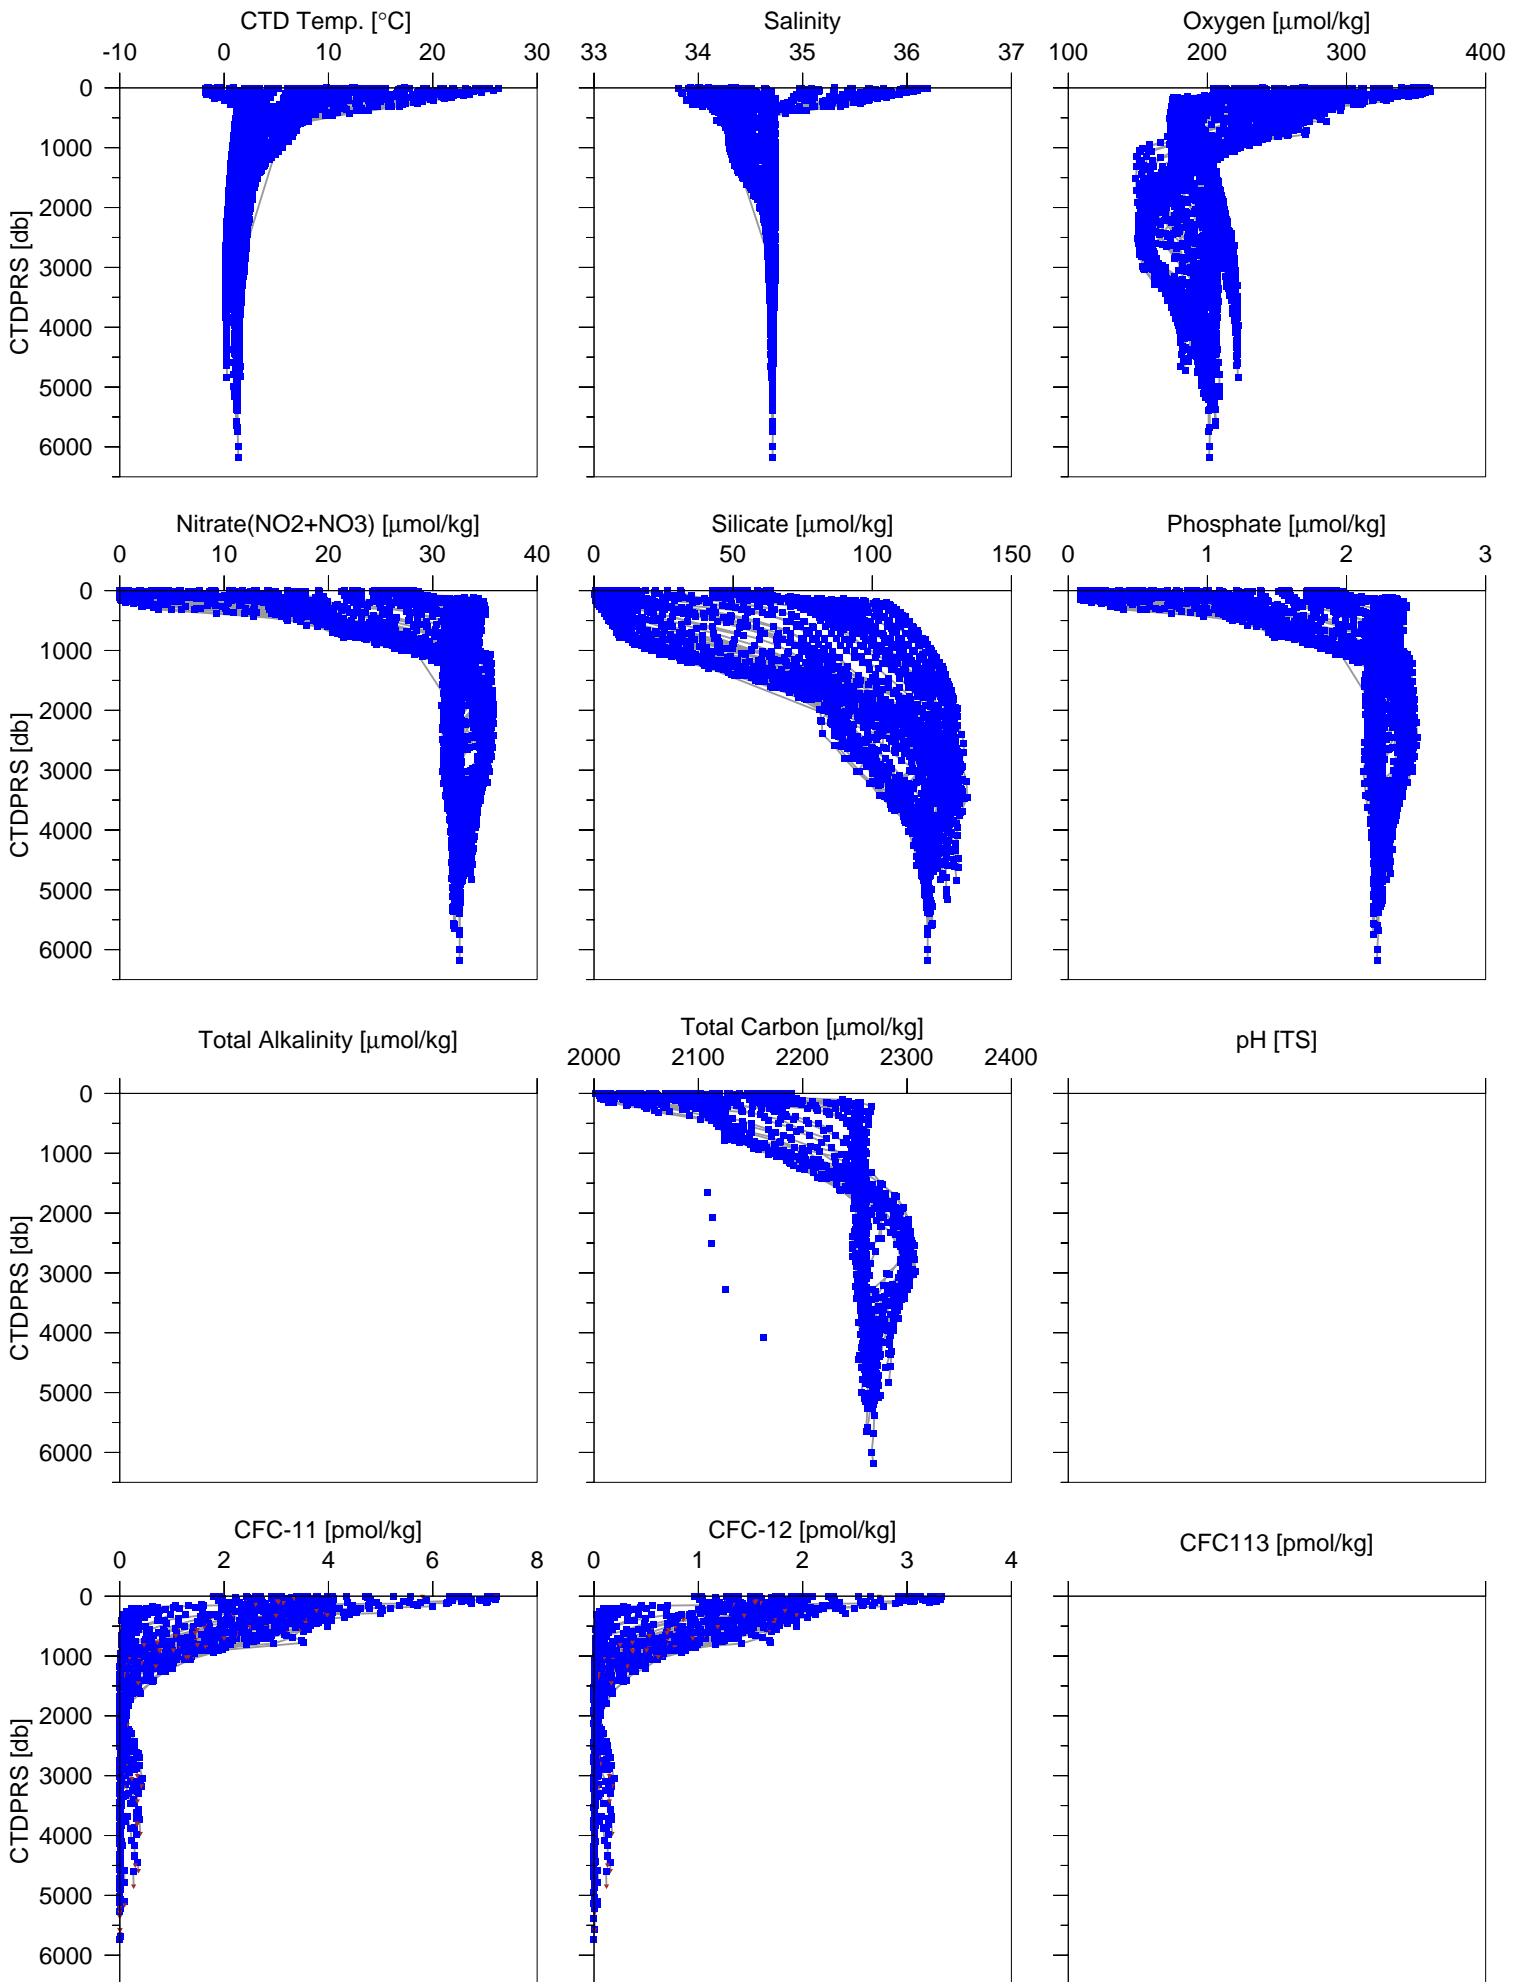 CTD Temp. [°C] Salinity Oxygen [μmol/kg]
-10 0 10 20 30 33 34 35 36 37 100 200 300 400
0
1000
2000
3000
4000
5000
6000
CTDPRS [db]
Nitrate(NO2+NO3) [μmol/kg] Silicate [μmol/kg] Phosphate [μmol/kg]
0 10 20 30 40 0 50 100 150 0 1 2 3
0
1000
2000
3000
4000
5000
6000
CTDPRS [db]
Total Alkalinity [μmol/kg] Total Carbon [μmol/kg] pH [TS]
2000 2100 2200 2300 2400
0
1000
2000
3000
4000
5000
6000
CTDPRS [db]
CFC-11 [pmol/kg] CFC-12 [pmol/kg] CFC113 [pmol/kg]
0 2 4 6 8 0 1 2 3 4
0
1000
2000
3000
4000
5000
6000
CTDPRS [db]